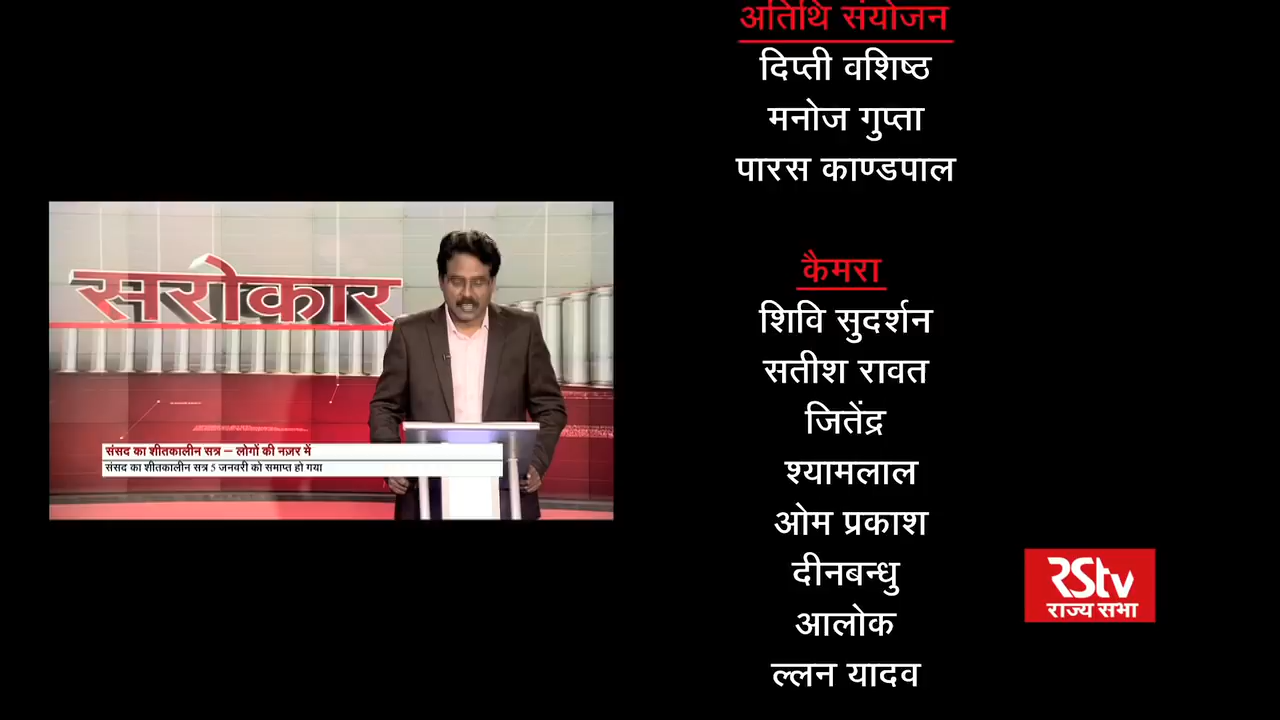 अतिथि संयोजन
दिप्ती वशिष्ठ
मनोज गुप्ता
पारस काण्डपाल
कैमरा
शिवि सुदर्शन
सतीश रावत
जितेंद्र
श्यामलाल
ओम प्रकाश
दीनबन्धु
आलोक
ल्लन यादव
सरोकार
संसद का शीतकालीन सत्र – लोगों की नज़र में
संसद का शीतकालीन सत्र 5 जनवरी को समाप्त हो गया
RStv
राज्य सभा